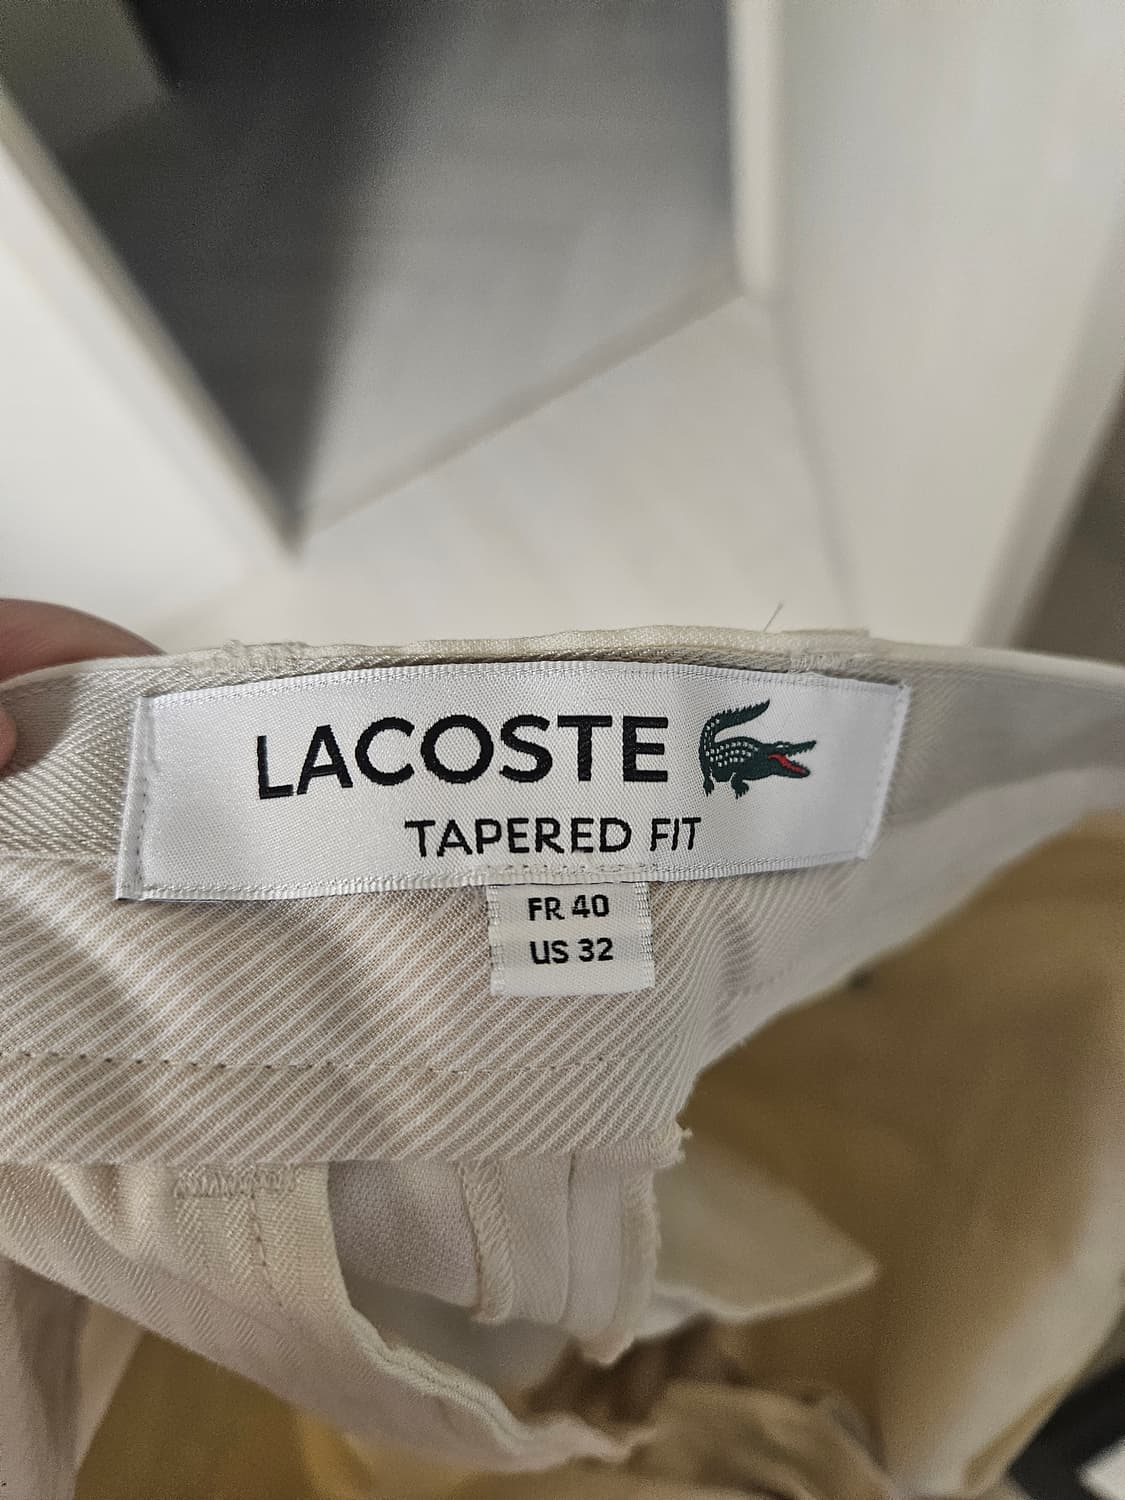 LACOSTE
TAPERED FIT
FR 40
US 32